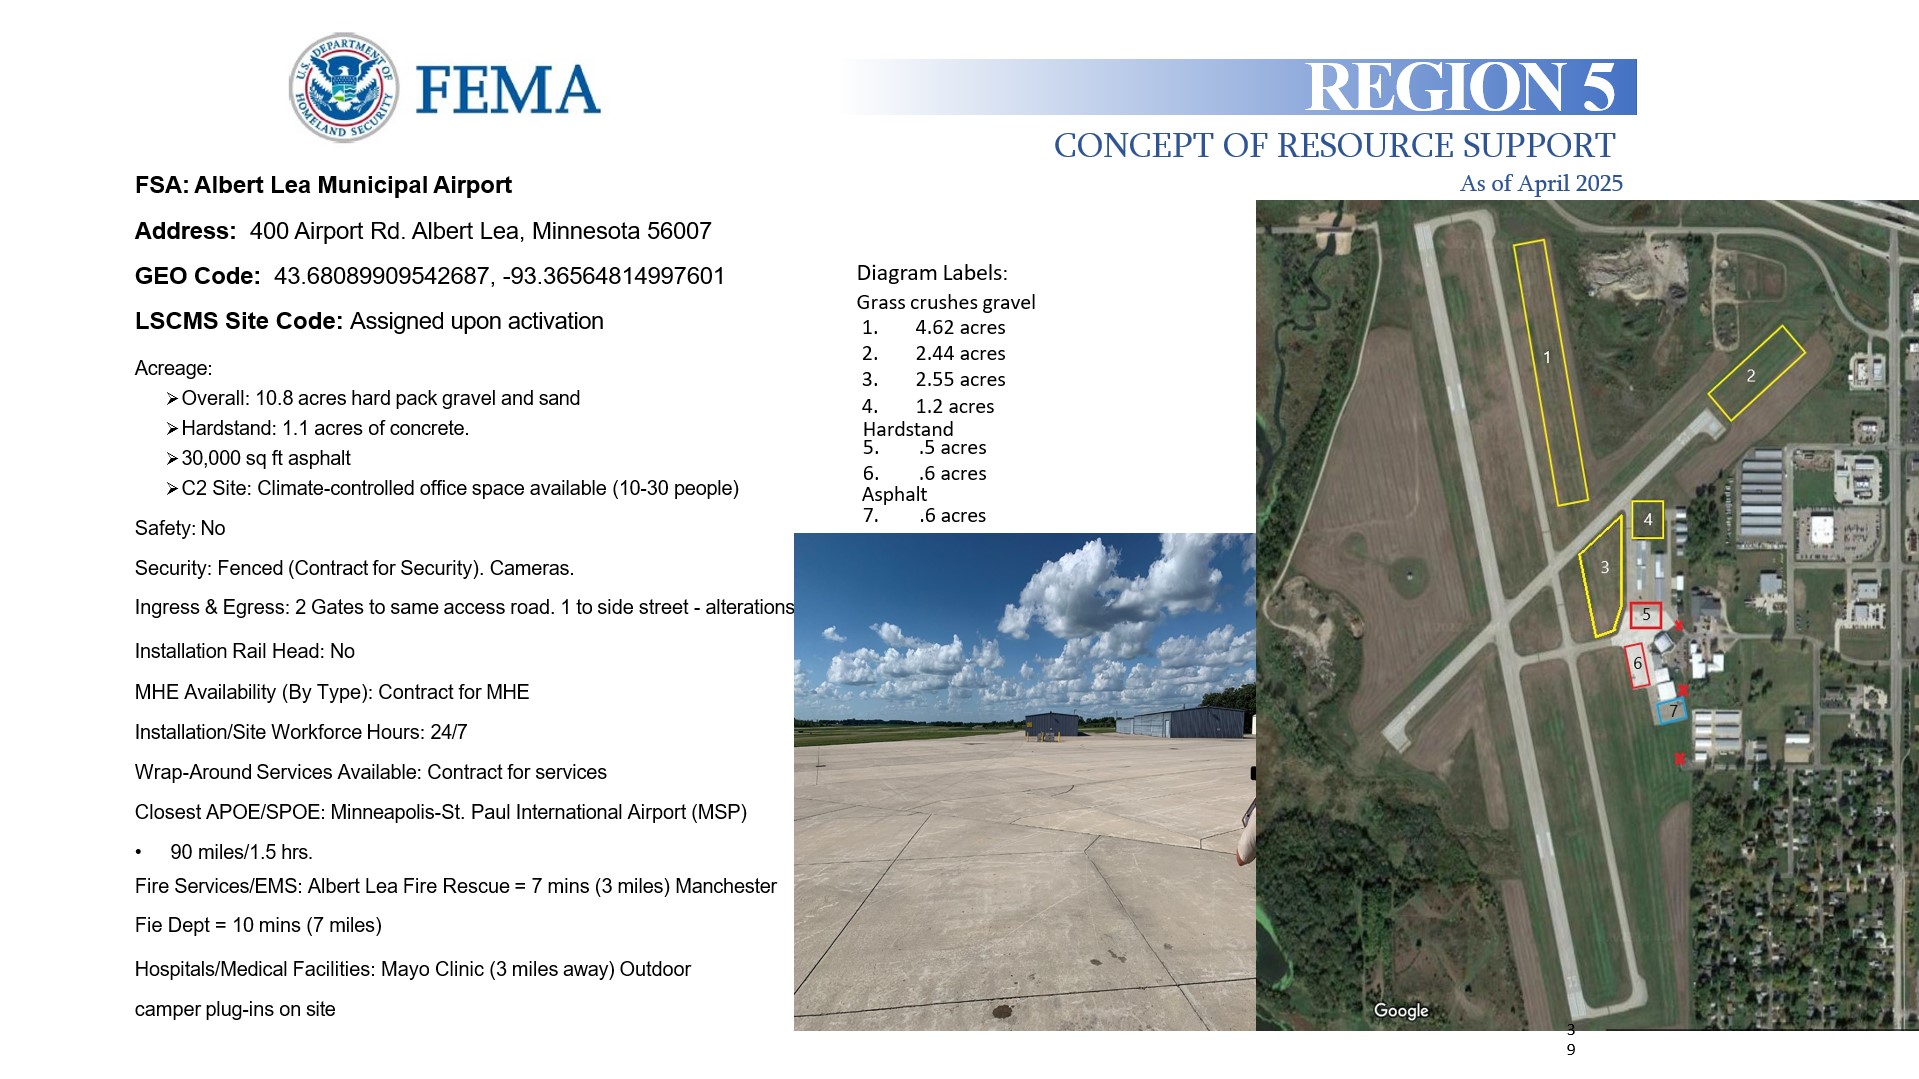 U.S. DEPARTMENT OF
HOMELAND SECURITY
FEMA
REGION 5
CONCEPT OF RESOURCE SUPPORT
As of April 2025
FSA: Albert Lea Municipal Airport
Address: 400 Airport Rd. Albert Lea, Minnesota 56007
GEO Code: 43.68089909542687, -93.36564814997601
LSCMS Site Code: Assigned upon activation
Acreage:
➢Overall: 10.8 acres hard pack gravel and sand
➢Hardstand: 1.1 acres of concrete.
➢30,000 sq ft asphalt
➢C2 Site: Climate-controlled office space available (10-30 people)
Safety: No
Security: Fenced (Contract for Security). Cameras.
Ingress & Egress: 2 Gates to same access road. 1 to side street - alterations
Installation Rail Head: No
MHE Availability (By Type): Contract for MHE
Installation/Site Workforce Hours: 24/7
Wrap-Around Services Available: Contract for services
Closest APOE/SPOE: Minneapolis-St. Paul International Airport (MSP)
• 90 miles/1.5 hrs.
Fire Services/EMS: Albert Lea Fire Rescue = 7 mins (3 miles) Manchester
Fie Dept = 10 mins (7 miles)
Hospitals/Medical Facilities: Mayo Clinic (3 miles away) Outdoor
camper plug-ins on site
Diagram Labels:
Grass crushes gravel
1. 4.62 acres
2. 2.44 acres
3. 2.55 acres
4. 1.2 acres
Hardstand
5. .5 acres
6. .6 acres
Asphalt
7. .6 acres
1
2
4
3
5
6
7
Google
3
9